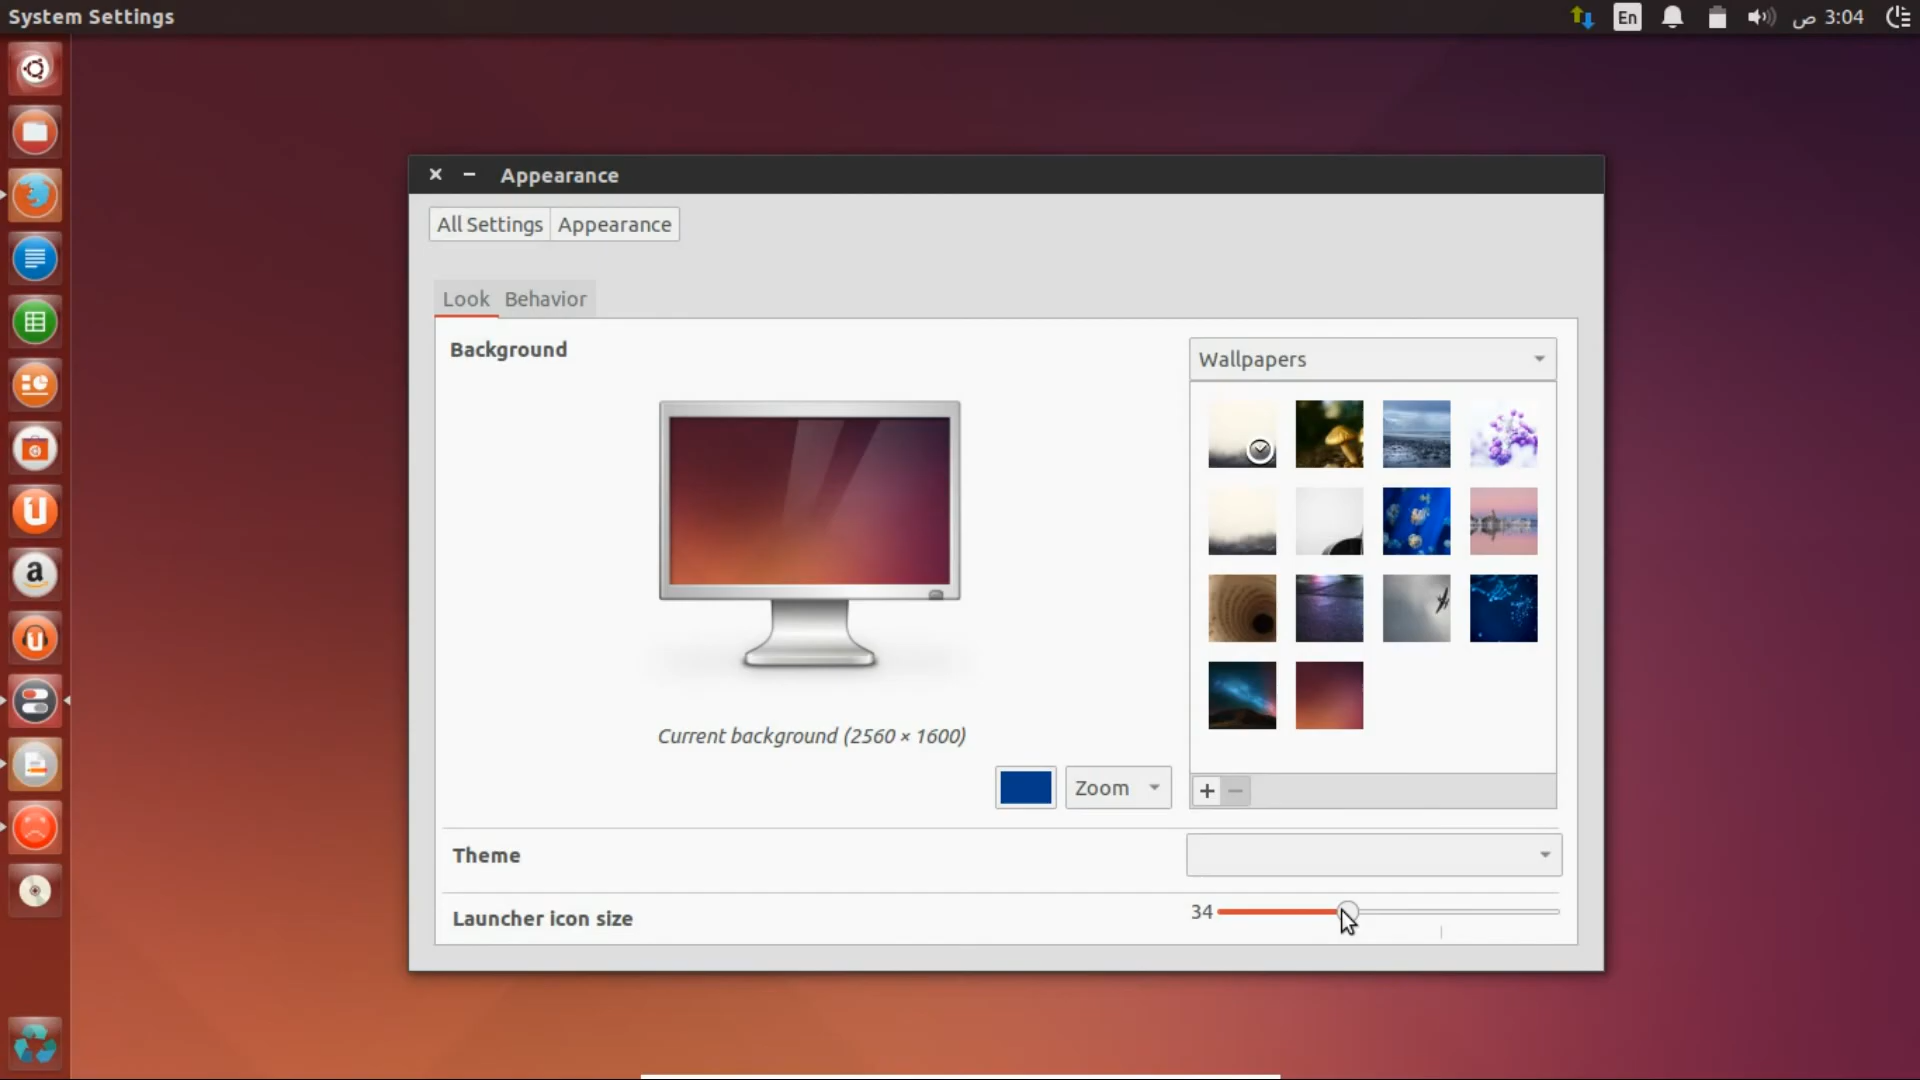 System Settings
En
3:04 ص
Appearance
All Settings Appearance
Look Behavior
Background
Wallpapers
Current background (2560 × 1600)
Zoom
Theme
Launcher icon size
34